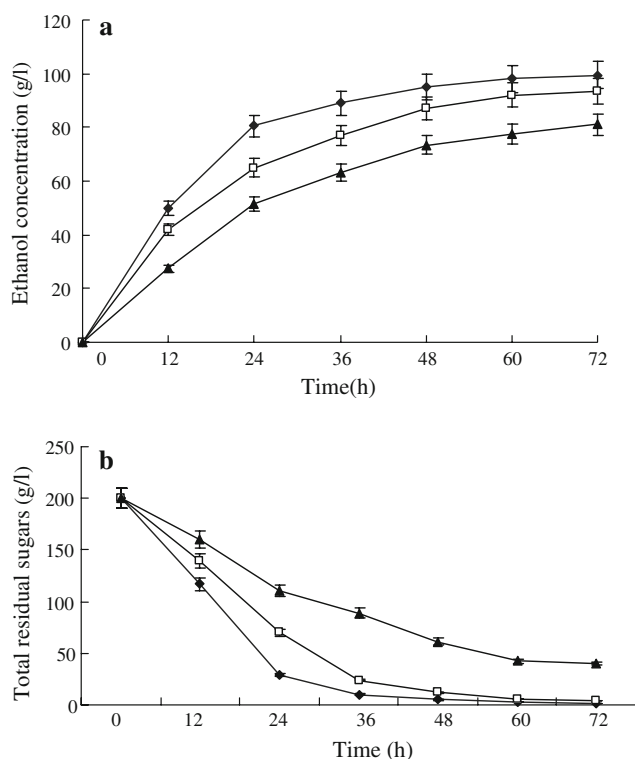 a
Ethanol concentration (g/l)
120
100
80
60
40
20
0
0 12 24 36 48 60 72
Time(h)
b
Total residual sugars (g/l)
250
200
150
100
50
0
0 12 24 36 48 60 72
Time (h)